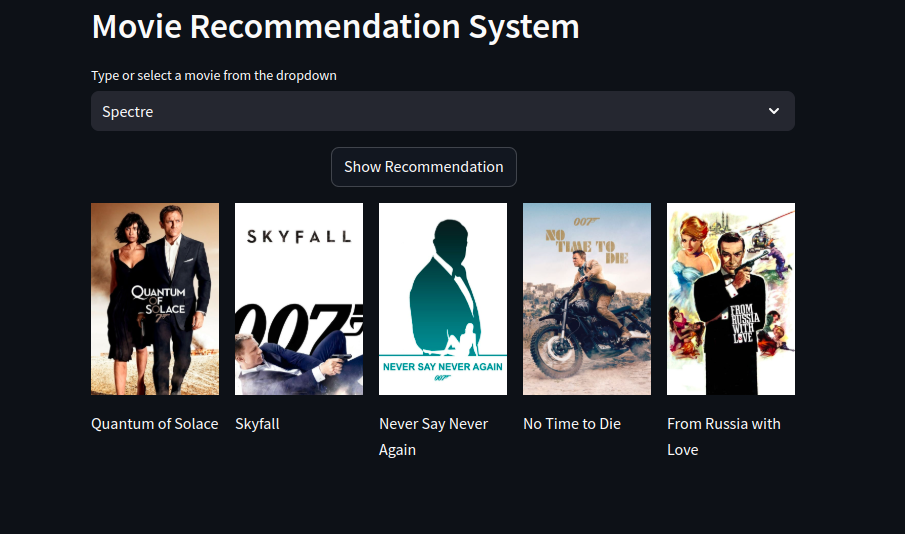 Movie Recommendation System
Type or select a movie from the dropdown
Spectre
Show Recommendation
QUANTUM
OF
SOLACE
007
SKYFALL
007
NEVER SAY NEVER AGAIN
007
007
NO
TIME TO
DIE
FROM
RUSSIA
WITH
LOVE
Quantum of Solace
Skyfall
Never Say Never
Again
No Time to Die
From Russia with
Love